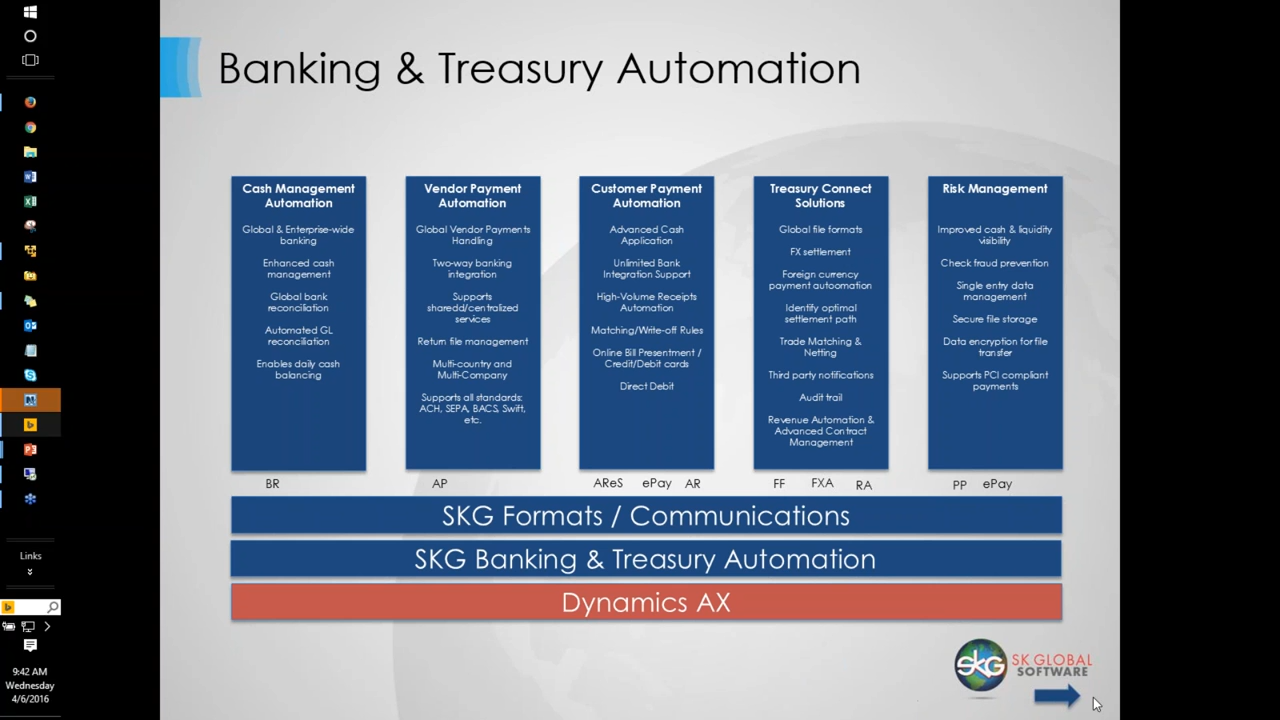 Banking & Treasury Automation
Cash Management
Automation
Global & Enterprise-wide
banking
Enhanced cash
management
Global bank
reconciliation
Automated GL
reconciliation
Enables daily cash
balancing
Vendor Payment
Automation
Global Vendor Payments
Handling
Two-way banking
integration
Supports
sharedd/centralized
services
Return file management
Multi-country and
Multi-Company
Supports all standards:
ACH, SEPA, BACS, Swift,
etc.
Customer Payment
Automation
Advanced Cash
Application
Unlimited Bank
Integration Support
High-Volume Receipts
Automation
Matching/Write-off Rules
Online Bill Presentment /
Credit/Debit cards
Direct Debit
Treasury Connect
Solutions
Global file formats
FX settlement
Foreign currency
payment autoomation
Identify optimal
settlement path
Trade Matching &
Netting
Third party notifications
Audit trail
Revenue Automation &
Advanced Contract
Management
Risk Management
Improved cash & liquidity
visibility
Check fraud prevention
Single entry data
management
Secure file storage
Data encryption for file
transfer
Supports PCI compliant
payments
BR
AP
AReS ePay AR
FF FXA RA
PP ePay
SKG Formats / Communications
SKG Banking & Treasury Automation
Dynamics AX
skg
SK GLOBAL
SOFTWARE
Links
9:42 AM
Wednesday
4/6/2016